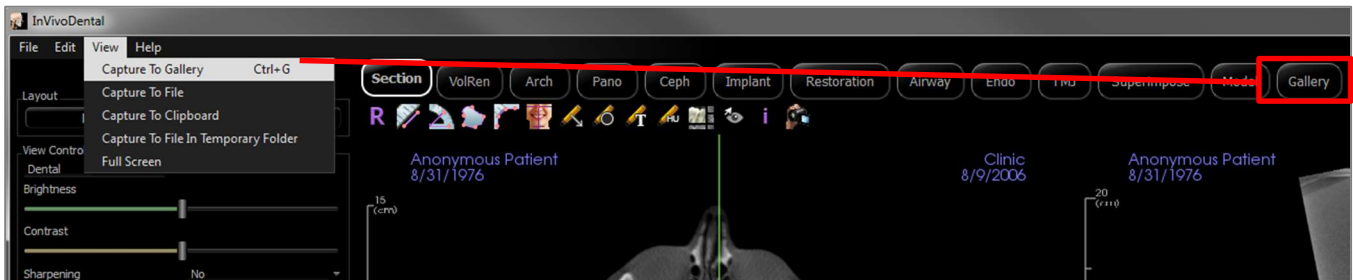 InVivoDental
File Edit View Help
Capture To Gallery Ctrl+G
Capture To File
Capture To Clipboard
Capture To File In Temporary Folder
Full Screen
Section VolRen Arch Pano Ceph Implant Restoration Airway Endo TMJ Superimpose Model Gallery
Layout
View Contro
Dental
Brightness
Contrast
Sharpening No
R T HU i
Anonymous Patient
8/31/1976
Clinic
8/9/2006
Anonymous Patient
8/31/1976
15
(cm)
20
(cm)